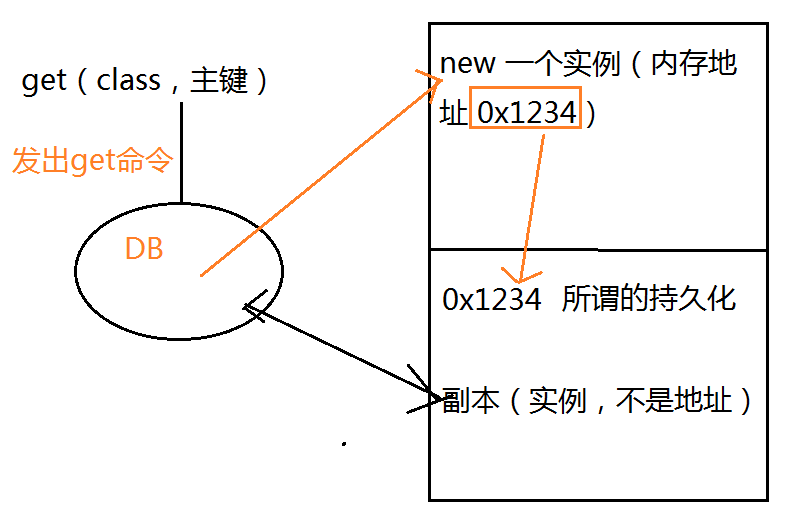 get（class，主键）
发出get命令
DB
new 一个实例（内存地
址 0x1234 ）
0x1234 所谓的持久化
副本（实例，不是地址）